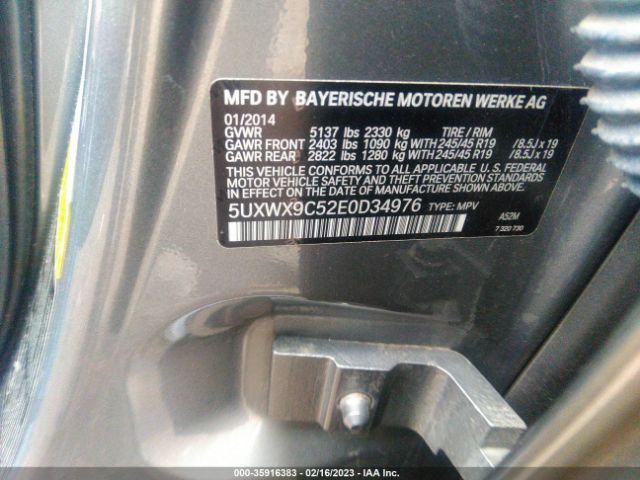 MFD BY BAYERISCHE MOTOREN WERKE AG
01/2014
GVWR 5137 lbs 2330 kg TIRE / RIM
GAWR FRONT 2403 lbs 1090 kg WITH 245/45 R19 /8.5J x 19
GAWR REAR 2822 lbs 1280 kg WITH 245/45 R19 /8.5J x 19
THIS VEHICLE CONFORMS TO ALL APPLICABLE U. S. FEDERAL
MOTOR VEHICLE SAFETY STANDARDS IN EFFECT ON THE
DATE OF MANUFACTURE SHOWN ABOVE.
5UXWX9C52E0D34976 TYPE: MPV
A52M
7 320 730
000-35916383 - 02/16/2023 - IAA Inc.